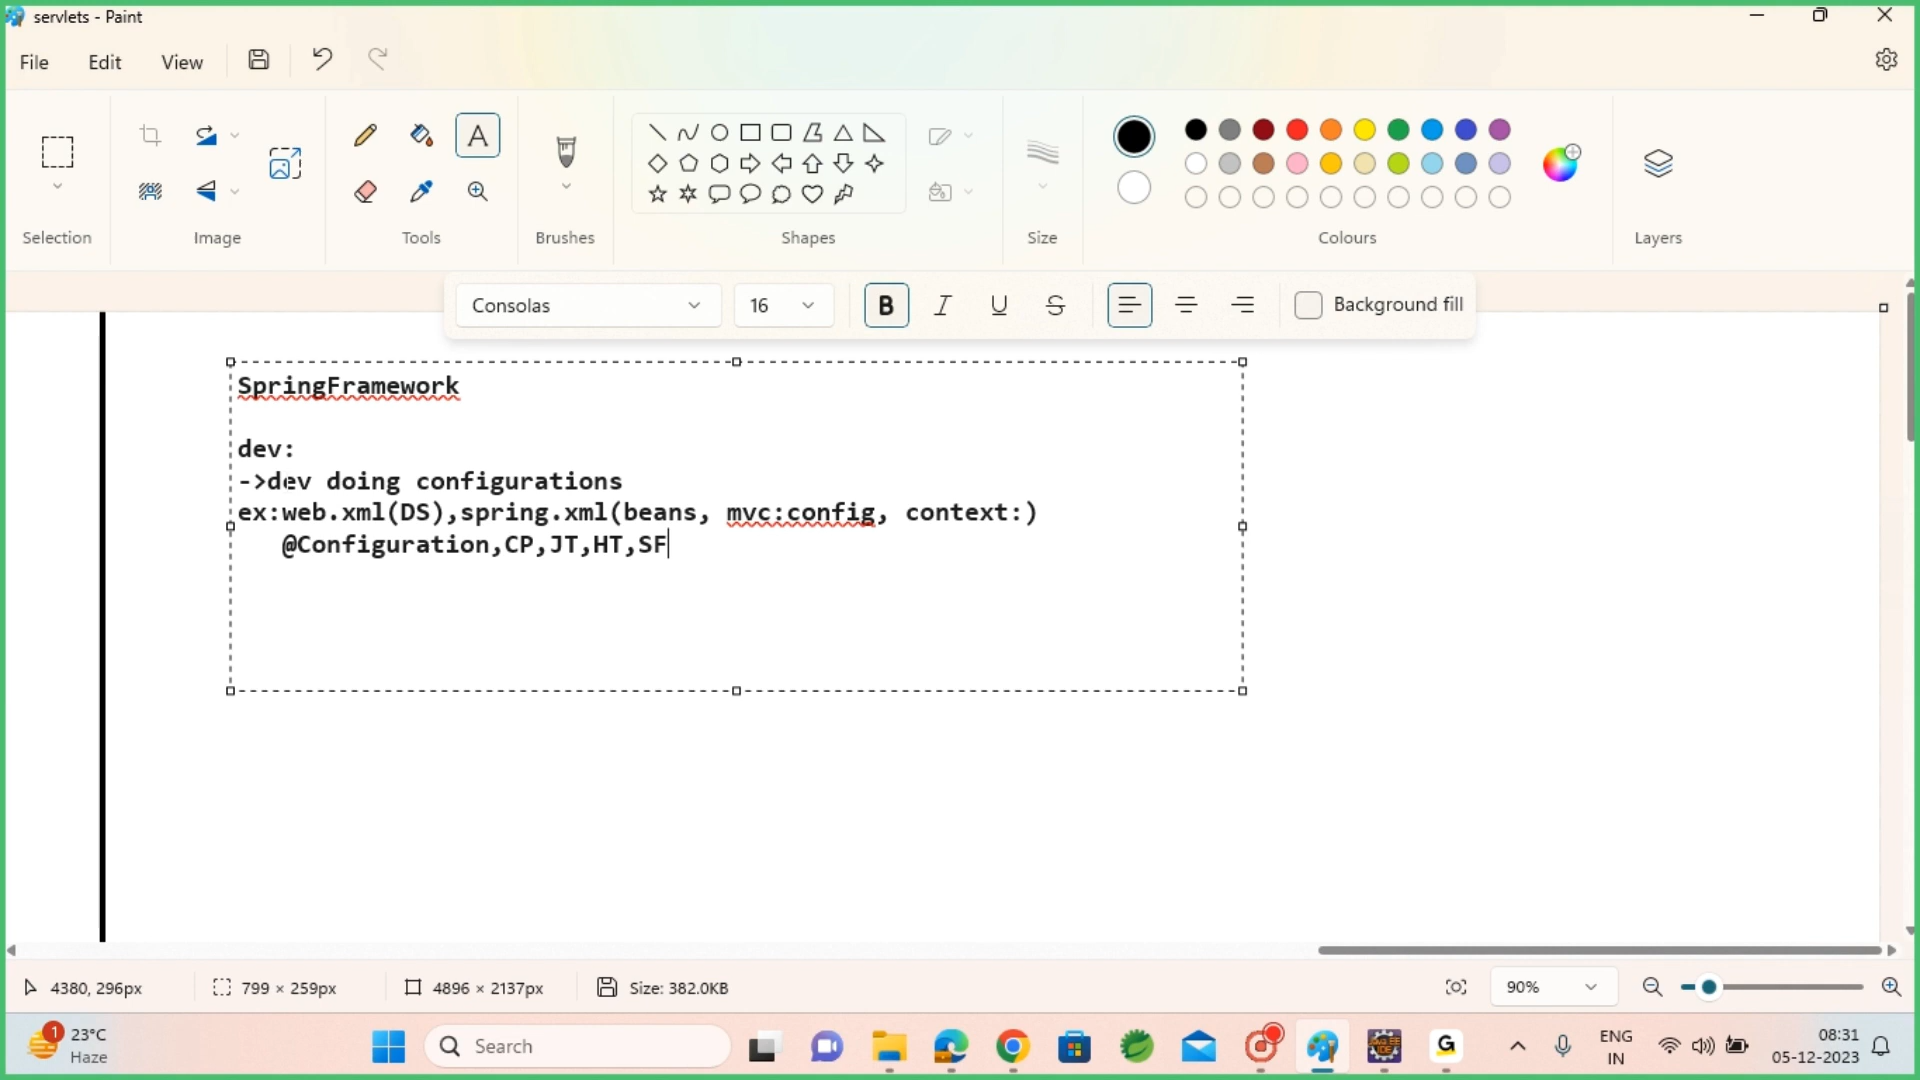 servlets - Paint
File Edit View
Selection Image Tools Brushes Shapes Size Colours Layers
Consolas 16 B I U S Background fill
SpringFramework
dev:
->dev doing configurations
ex:web.xml(DS),spring.xml(beans, mvc:config, context:)
@Configuration,CP,JT,HT,SF
4380, 296px 799 × 259px 4896 × 2137px Size: 382.0KB 90%
1 23°C
Haze
Search
G
ENG
IN
08:31
05-12-2023